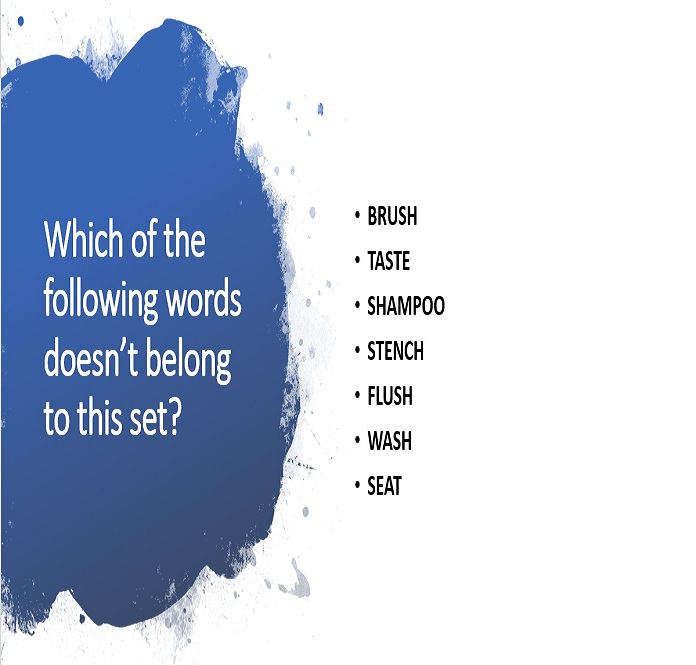 Which of the
following words
doesn't belong
to this set?
• BRUSH
• TASTE
• SHAMPOO
• STENCH
• FLUSH
• WASH
• SEAT